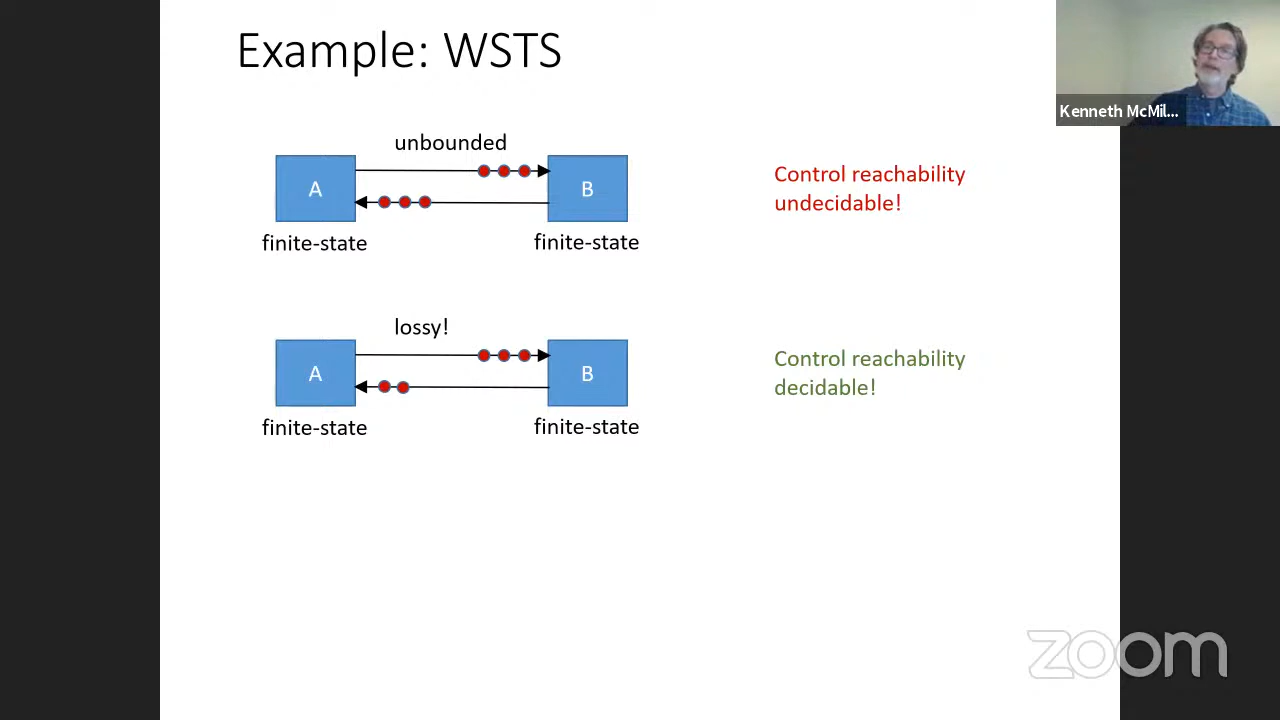 Example: WSTS
Kenneth McMil...
unbounded
A
B
Control reachability
undecidable!
finite-state
finite-state
lossy!
A
B
Control reachability
decidable!
finite-state
finite-state
zoom